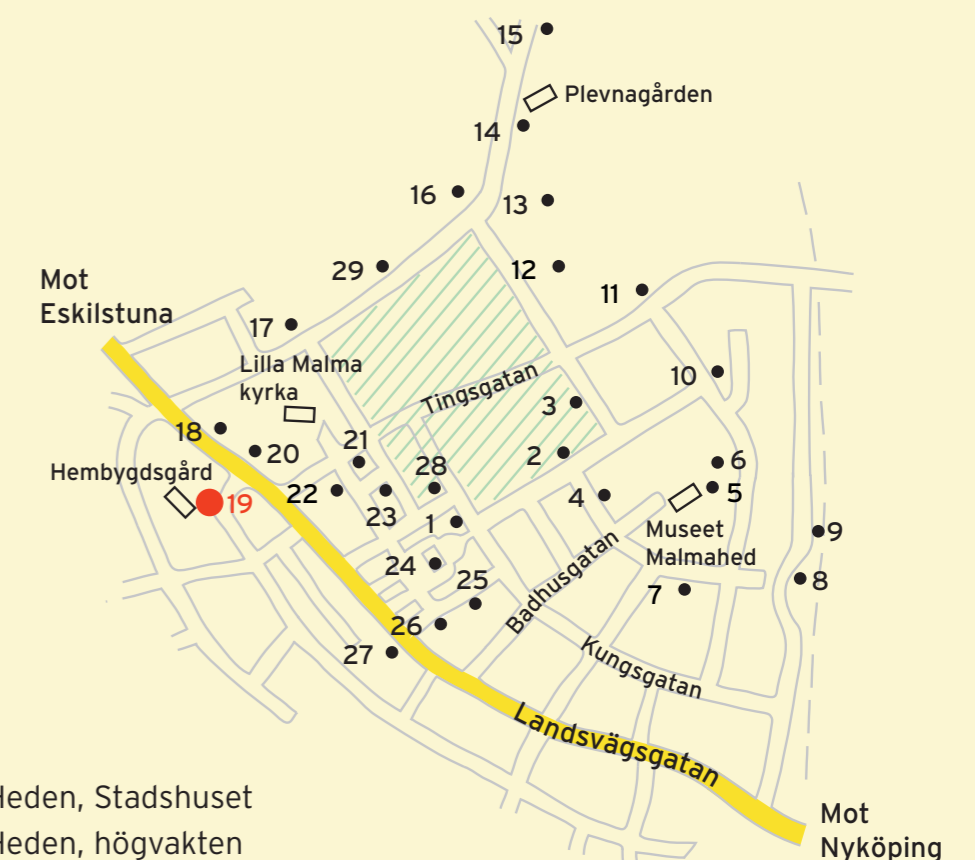 15
Plevnagården
14
16
13
29
12
11
Mot
Eskilstuna
17
Lilla Malma
kyrka
10
Tingsgatan
3
18
20
21
2
6
Hembygdsgård
28
22
4
5
19
23
1
Museet
Malmahed
9
24
25
Badhusgatan
7
8
26
27
Kungsgatan
Landsvägsgatan
Heden, Stadshuset
Heden, högvakten
Mot
Nyköping